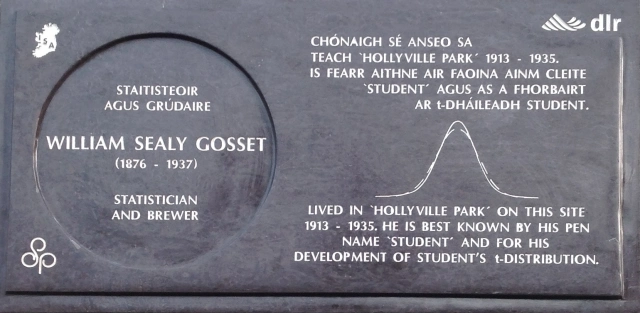 ISA
dlr
STAITISTEOIR
AGUS GRÚDAIRE
WILLIAM SEALY GOSSET
(1876 - 1937)
STATISTICIAN
AND BREWER
CHÓNAIGH SÉ ANSEO SA
TEACH `HOLLYVILLE PARK´ 1913 - 1935.
IS FEARR AITHNE AIR FAOINA AINM CLEITE
`STUDENT´ AGUS AS A FHORBAIRT
AR t-DHÁILEADH STUDENT.
LIVED IN `HOLLYVILLE PARK´ ON THIS SITE
1913 - 1935. HE IS BEST KNOWN BY HIS PEN
NAME `STUDENT´ AND FOR HIS
DEVELOPMENT OF STUDENT'S t-DISTRIBUTION.